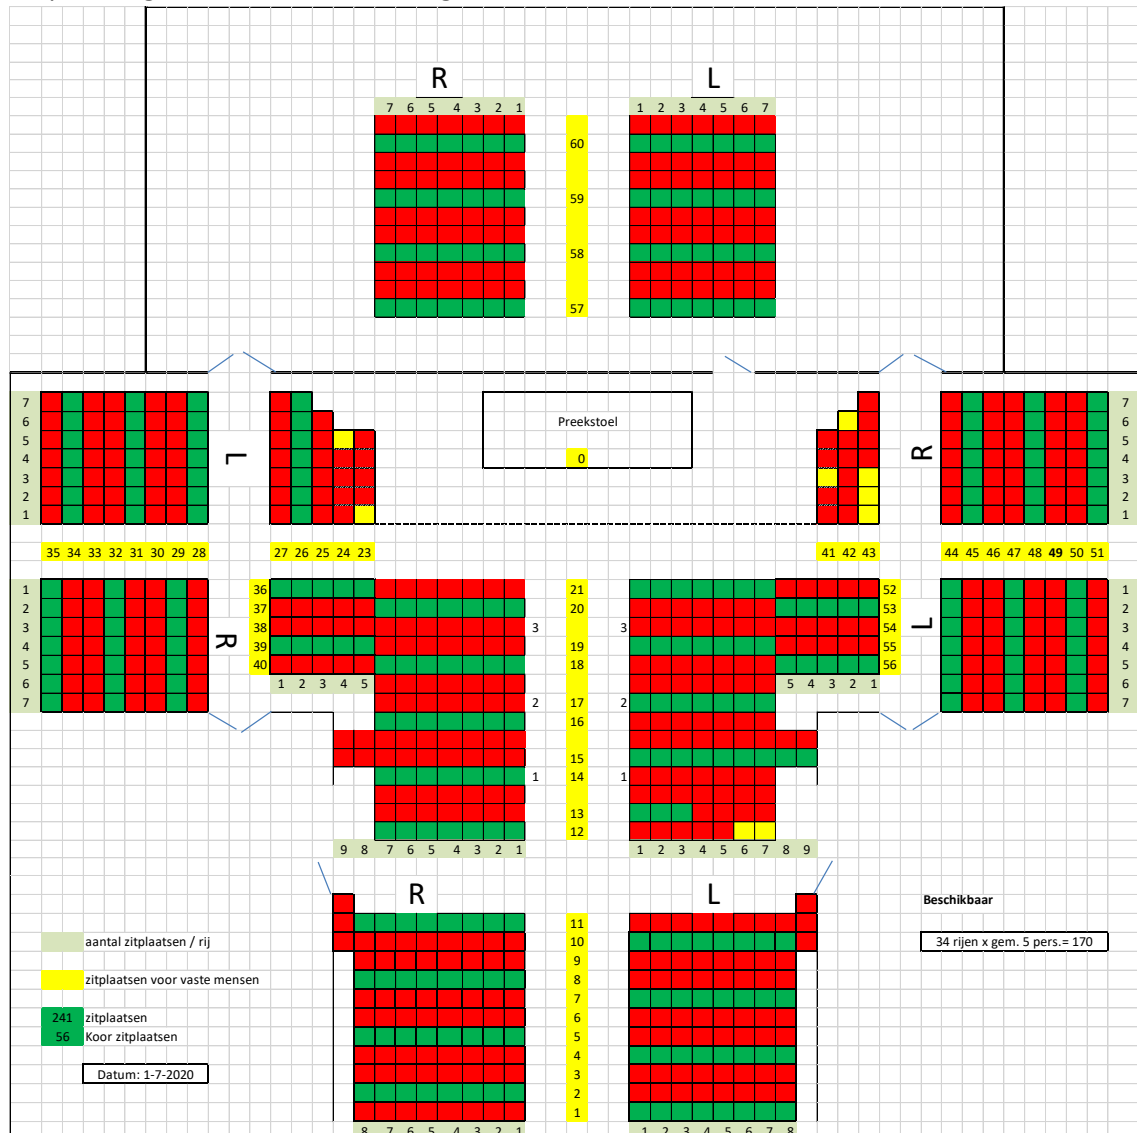 R L
7 6 5 4 3 2 1 1 2 3 4 5 6 7
60
59
58
57
7 7
6 Preekstoel 6
5 5
4 L 0 R 4
3 3
2 2
1 1
35 34 33 32 31 30 29 28 27 26 25 24 23 41 42 43 44 45 46 47 48 49 50 51
1 36 21 52 1
2 37 20 53 2
3 R 38 3 3 54 L 3
4 39 19 55 4
5 40 18 56 5
6 1 2 3 4 5 5 4 3 2 1 6
7 2 17 2 7
16
15
1 14 1
13
12
9 8 7 6 5 4 3 2 1 1 2 3 4 5 6 7 8 9
R L
Beschikbaar
11
aantal zitplaatsen / rij 10 34 rijen x gem. 5 pers.= 170
9
zitplaatsen voor vaste mensen 8
7
241 zitplaatsen 6
56 Koor zitplaatsen 5
4
Datum: 1-7-2020 3
2
1
8 7 6 5 4 3 2 1 1 2 3 4 5 6 7 8